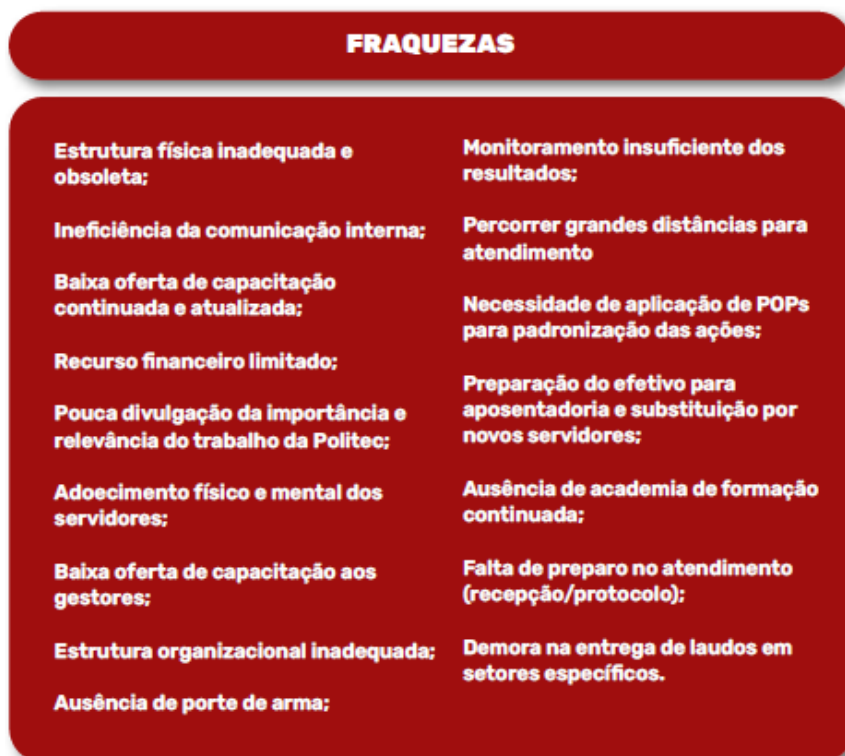 FRAQUEZAS
Estrutura física inadequada e
obsoleta;
Ineficiência da comunicação interna;
Baixa oferta de capacitação
continuada e atualizada;
Recurso financeiro limitado;
Pouca divulgação da importância e
relevância do trabalho da Politec;
Adoecimento físico e mental dos
servidores;
Baixa oferta de capacitação aos
gestores;
Estrutura organizacional inadequada;
Ausência de porte de arma;
Monitoramento insuficiente dos
resultados;
Percorrer grandes distâncias para
atendimento
Necessidade de aplicação de POPs
para padronização das ações;
Preparação do efetivo para
aposentadoria e substituição por
novos servidores;
Ausência de academia de formação
continuada;
Falta de preparo no atendimento
(recepção/protocolo);
Demora na entrega de laudos em
setores específicos.